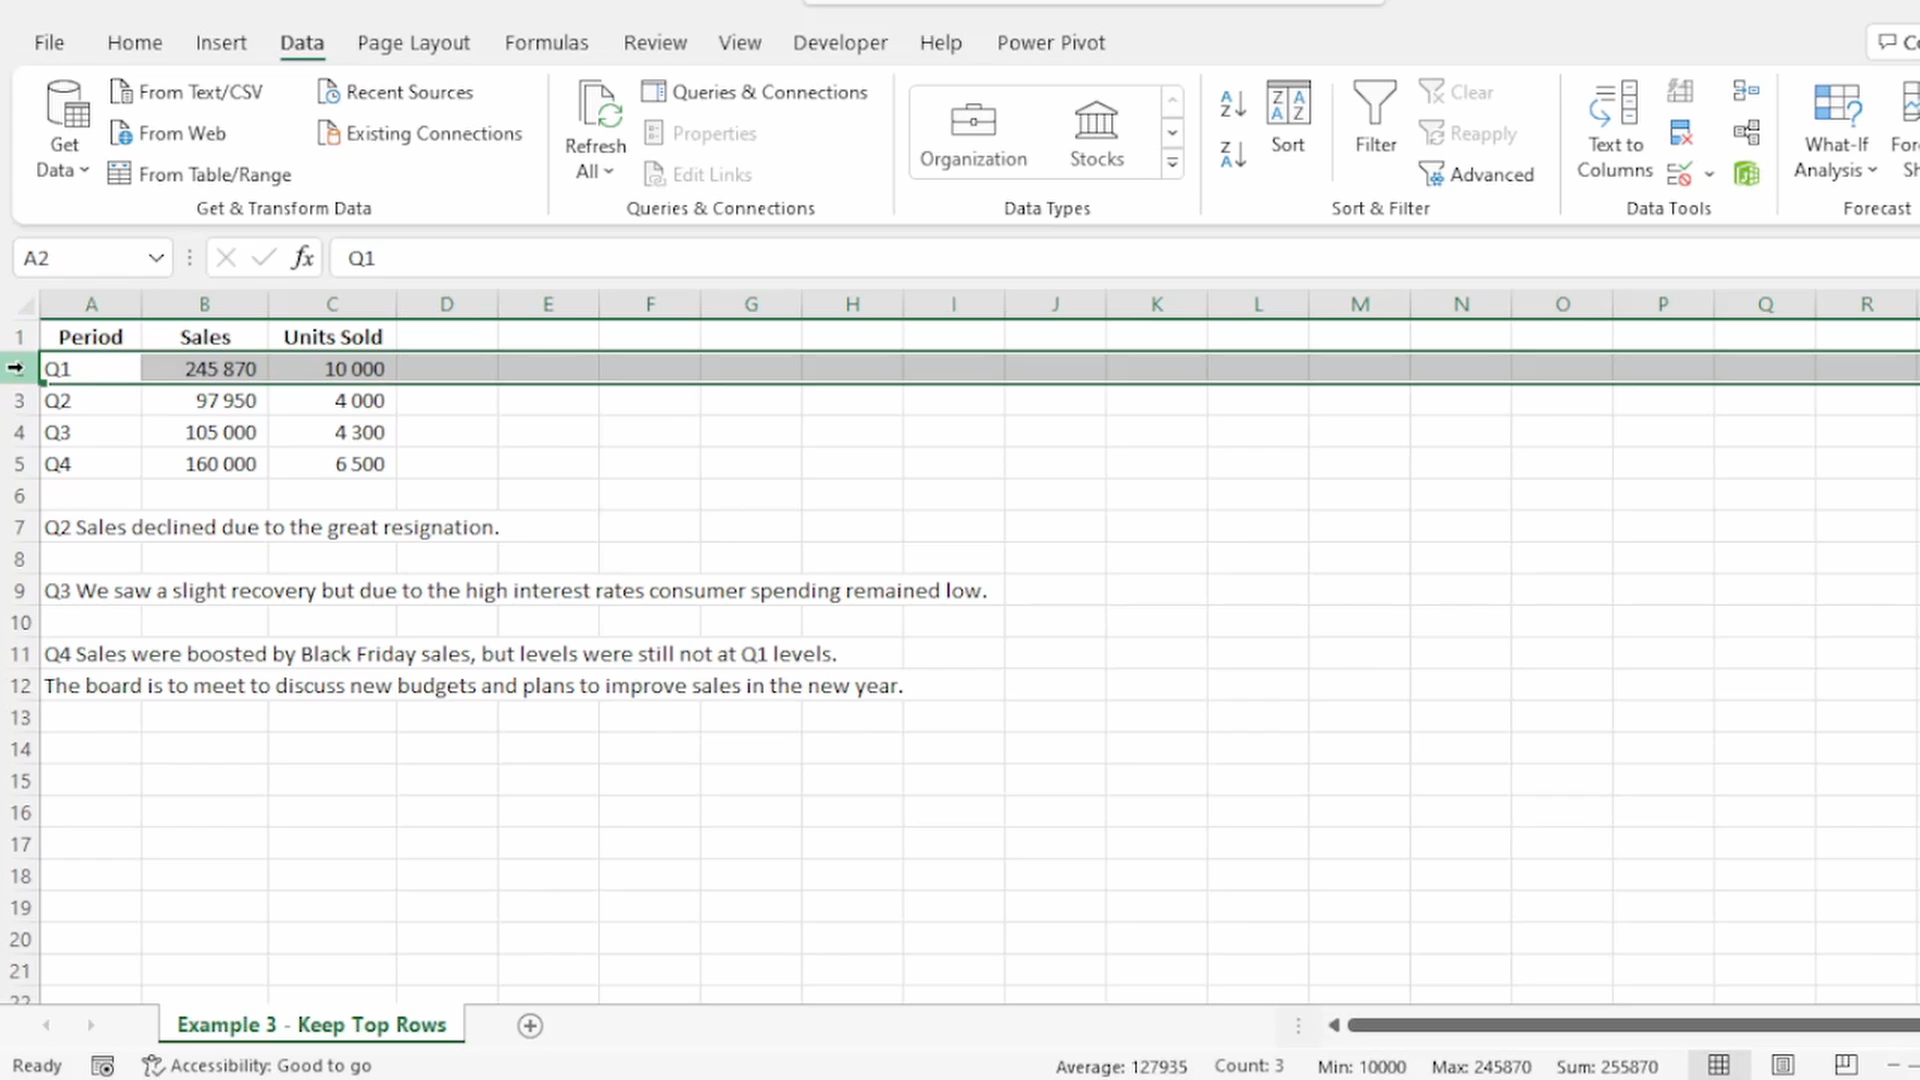 File Home Insert Data Page Layout Formulas Review View Developer Help Power Pivot
Get Data
From Text/CSV
From Web
From Table/Range
Recent Sources
Existing Connections
Get & Transform Data
Refresh All
Queries & Connections
Properties
Edit Links
Queries & Connections
Organization
Stocks
Data Types
Sort
Filter
Clear
Reapply
Advanced
Sort & Filter
Text to Columns
Data Tools
What-If Analysis
Forecast
A2 fx Q1
A B C D E F G H I J K L M N O P Q R
1 Period Sales Units Sold
Q1 245 870 10 000
3 Q2 97 950 4 000
4 Q3 105 000 4 300
5 Q4 160 000 6 500
6
7 Q2 Sales declined due to the great resignation.
8
9 Q3 We saw a slight recovery but due to the high interest rates consumer spending remained low.
10
11 Q4 Sales were boosted by Black Friday sales, but levels were still not at Q1 levels.
12 The board is to meet to discuss new budgets and plans to improve sales in the new year.
13
14
15
16
17
18
19
20
21
22
Example 3 - Keep Top Rows
Ready Accessibility: Good to go Average: 127935 Count: 3 Min: 10000 Max: 245870 Sum: 255870